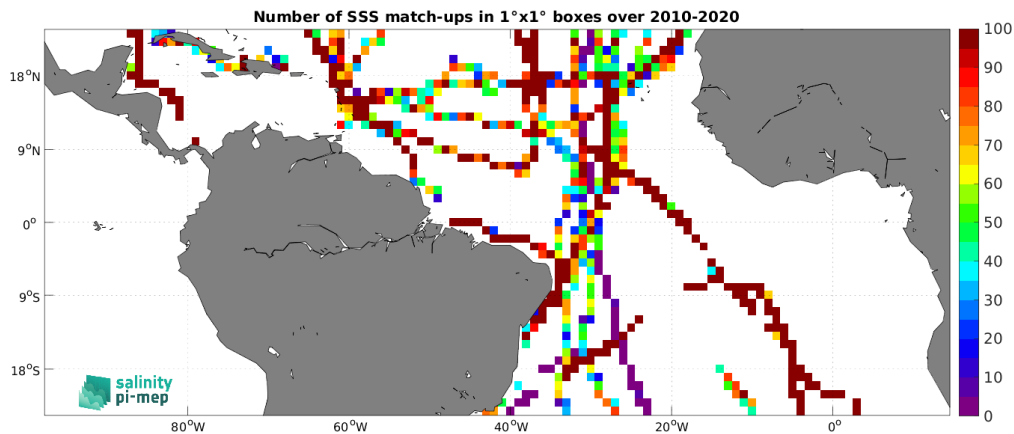 Number of SSS match-ups in 1°x1° boxes over 2010-2020
100
90
80
70
60
50
40
30
20
10
0
18°N
9°N
0°
9°S
18°S
80°W
60°W
40°W
20°W
0°
salinity
pi-mep